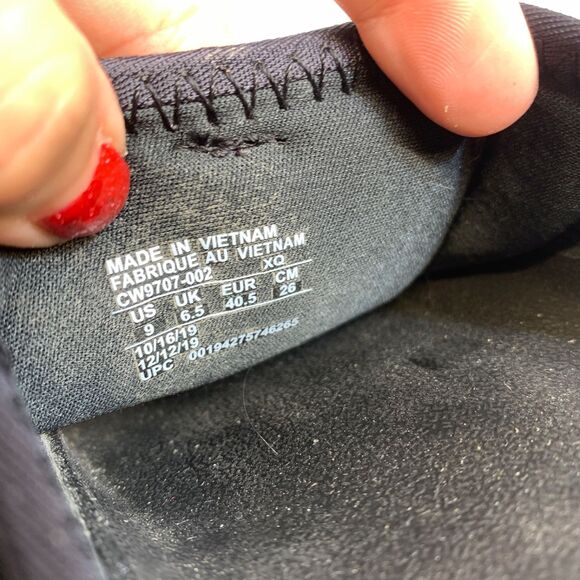 MADE IN VIETNAM
FABRIQUE AU VIETNAM
CW9707-002 XQ
US UK EUR CM
9 6.5 40.5 26
10/16/19
12/12/19
UPC 00194275746265